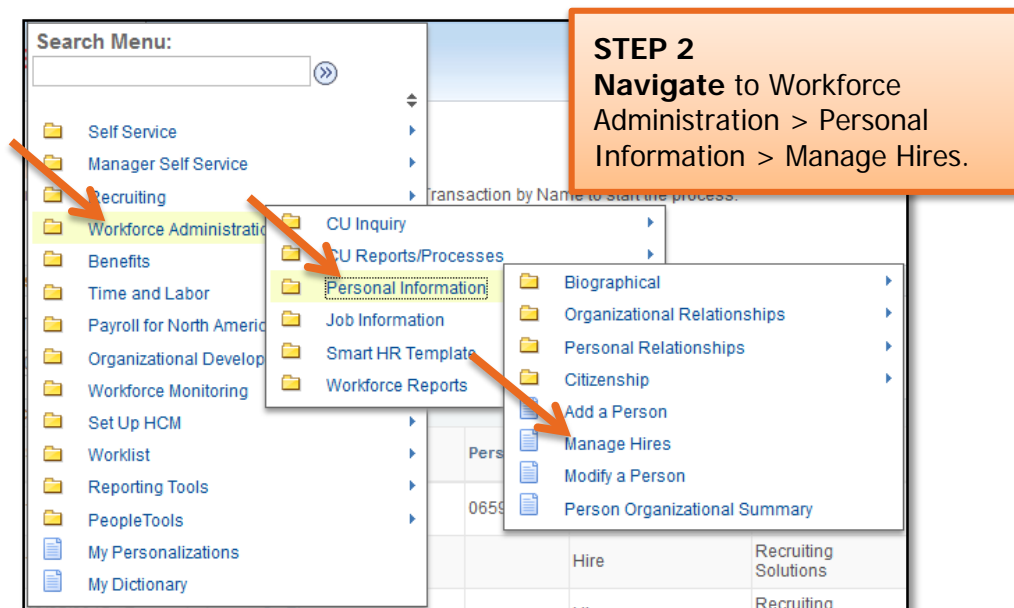 Search Menu:
STEP 2
Navigate to Workforce
Administration > Personal
Information > Manage Hires.
Self Service
Manager Self Service
Recruiting
Transaction by Name to start the process.
Workforce Administratio
Benefits
Time and Labor
Payroll for North Americ
Organizational Develop
Workforce Monitoring
Set Up HCM
Worklist
Reporting Tools
PeopleTools
My Personalizations
My Dictionary
CU Inquiry
CU Reports/Processes
Personal Information
Job Information
Smart HR Template
Workforce Reports
Biographical
Organizational Relationships
Personal Relationships
Citizenship
Add a Person
Manage Hires
Modify a Person
Person Organizational Summary
Pers
0659
Hire
Recruiting
Solutions
Recruiting